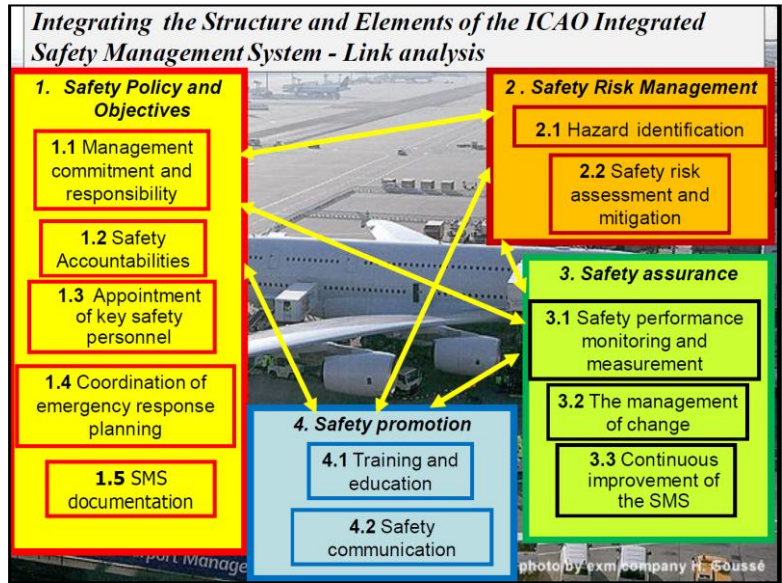 Integrating the Structure and Elements of the ICAO Integrated
Safety Management System - Link analysis
1. Safety Policy and
Objectives
1.1 Management
commitment and
responsibility
1.2 Safety
Accountabilities
1.3 Appointment
of key safety
personnel
1.4 Coordination of
emergency response
planning
1.5 SMS
documentation
2 . Safety Risk Management
2.1 Hazard identification
2.2 Safety risk
assessment and
mitigation
3. Safety assurance
3.1 Safety performance
monitoring and
measurement
3.2 The management
of change
3.3 Continuous
improvement of
the SMS
4. Safety promotion
4.1 Training and
education
4.2 Safety
communication
photo by exm company H. Goussé